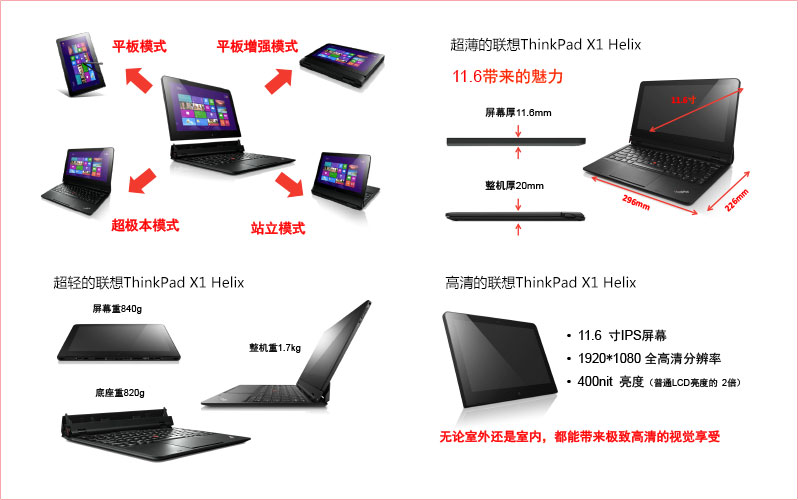 平板模式
平板增强模式
超极本模式
站立模式
超薄的联想ThinkPad X1 Helix
11.6带来的魅力
屏幕厚11.6mm
11.6寸
整机厚20mm
296mm
226mm
超轻的联想ThinkPad X1 Helix
屏幕重840g
整机重1.7kg
底座重820g
高清的联想ThinkPad X1 Helix
• 11.6 寸IPS屏幕
• 1920*1080 全高清分辨率
• 400nit 亮度（普通LCD亮度的 2倍）
无论室外还是室内，都能带来极致高清的视觉享受